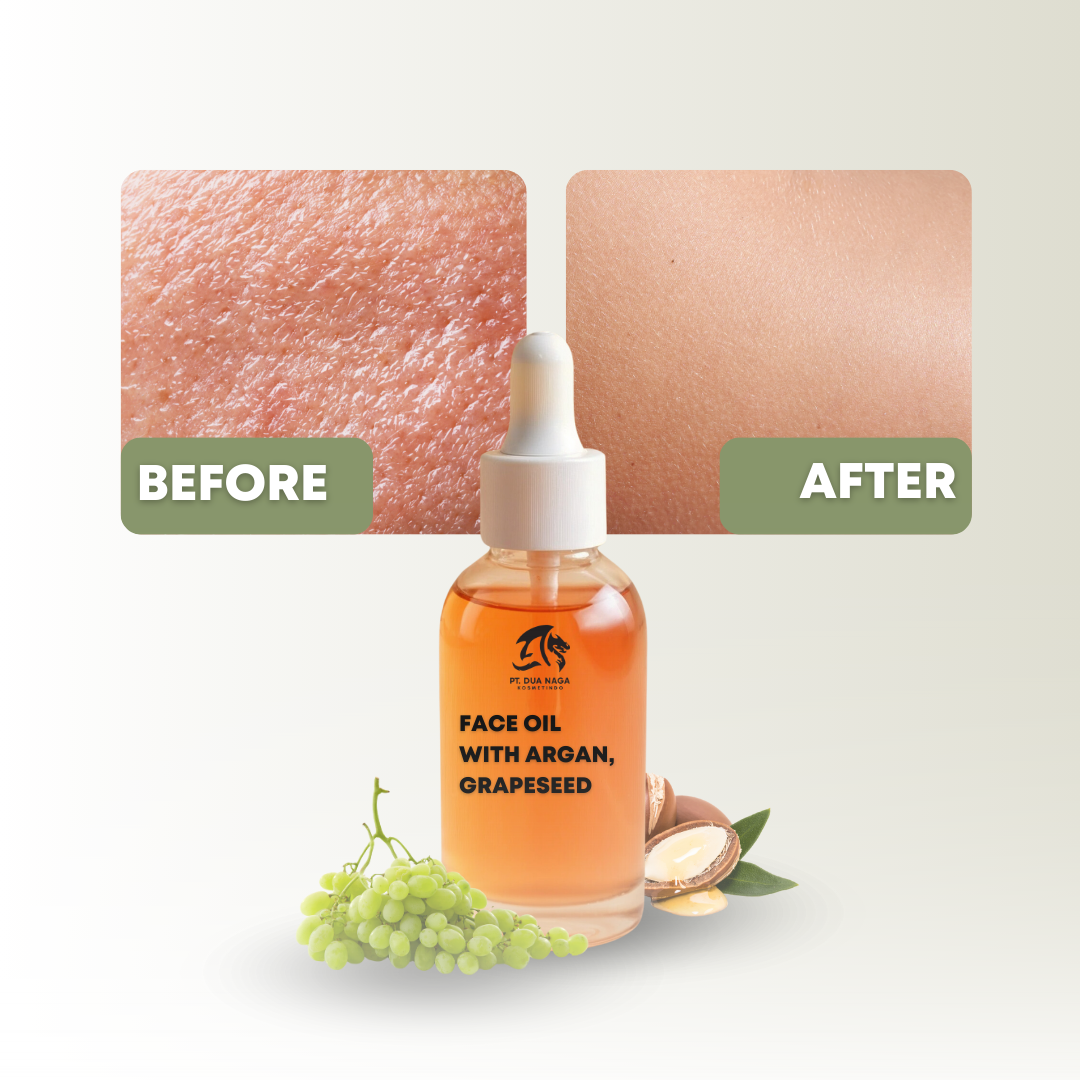 BEFORE
AFTER
PT. DUA NAGA
KOSMETINDO
FACE OIL
WITH ARGAN,
GRAPESEED